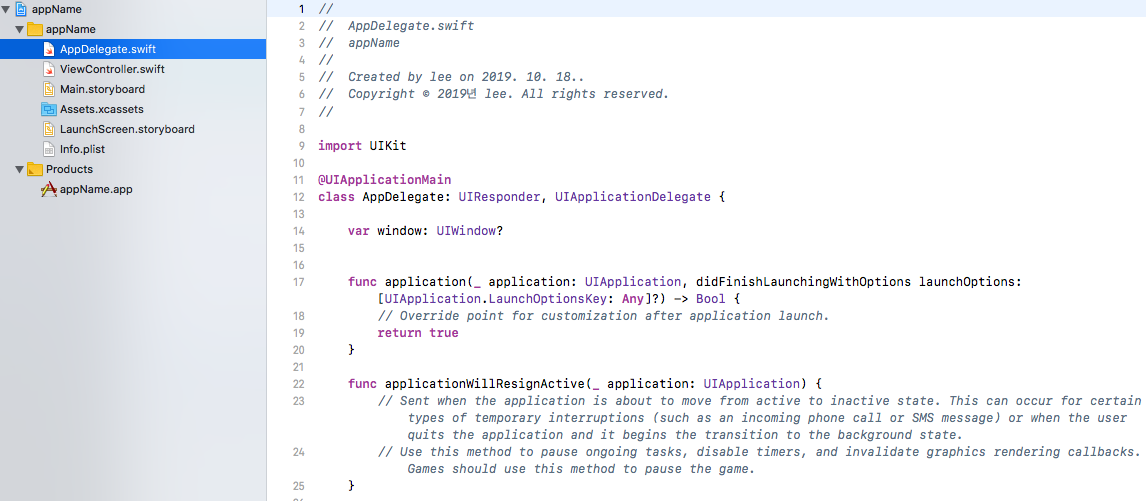 appName
appName
AppDelegate.swift
ViewController.swift
Main.storyboard
Assets.xcassets
LaunchScreen.storyboard
Info.plist
Products
appName.app
1 //
2 //  AppDelegate.swift
3 //  appName
4 //
5 //  Created by lee on 2019. 10. 18..
6 //  Copyright © 2019년 lee. All rights reserved.
7 //
8
9 import UIKit
10
11 @UIApplicationMain
12 class AppDelegate: UIResponder, UIApplicationDelegate {
13
14     var window: UIWindow?
15
16
17     func application(_ application: UIApplication, didFinishLaunchingWithOptions launchOptions:
[UIApplication.LaunchOptionsKey: Any]?) -> Bool {
18         // Override point for customization after application launch.
19         return true
20     }
21
22     func applicationWillResignActive(_ application: UIApplication) {
23         // Sent when the application is about to move from active to inactive state. This can occur for certain
types of temporary interruptions (such as an incoming phone call or SMS message) or when the user
quits the application and it begins the transition to the background state.
24         // Use this method to pause ongoing tasks, disable timers, and invalidate graphics rendering callbacks.
Games should use this method to pause the game.
25     }